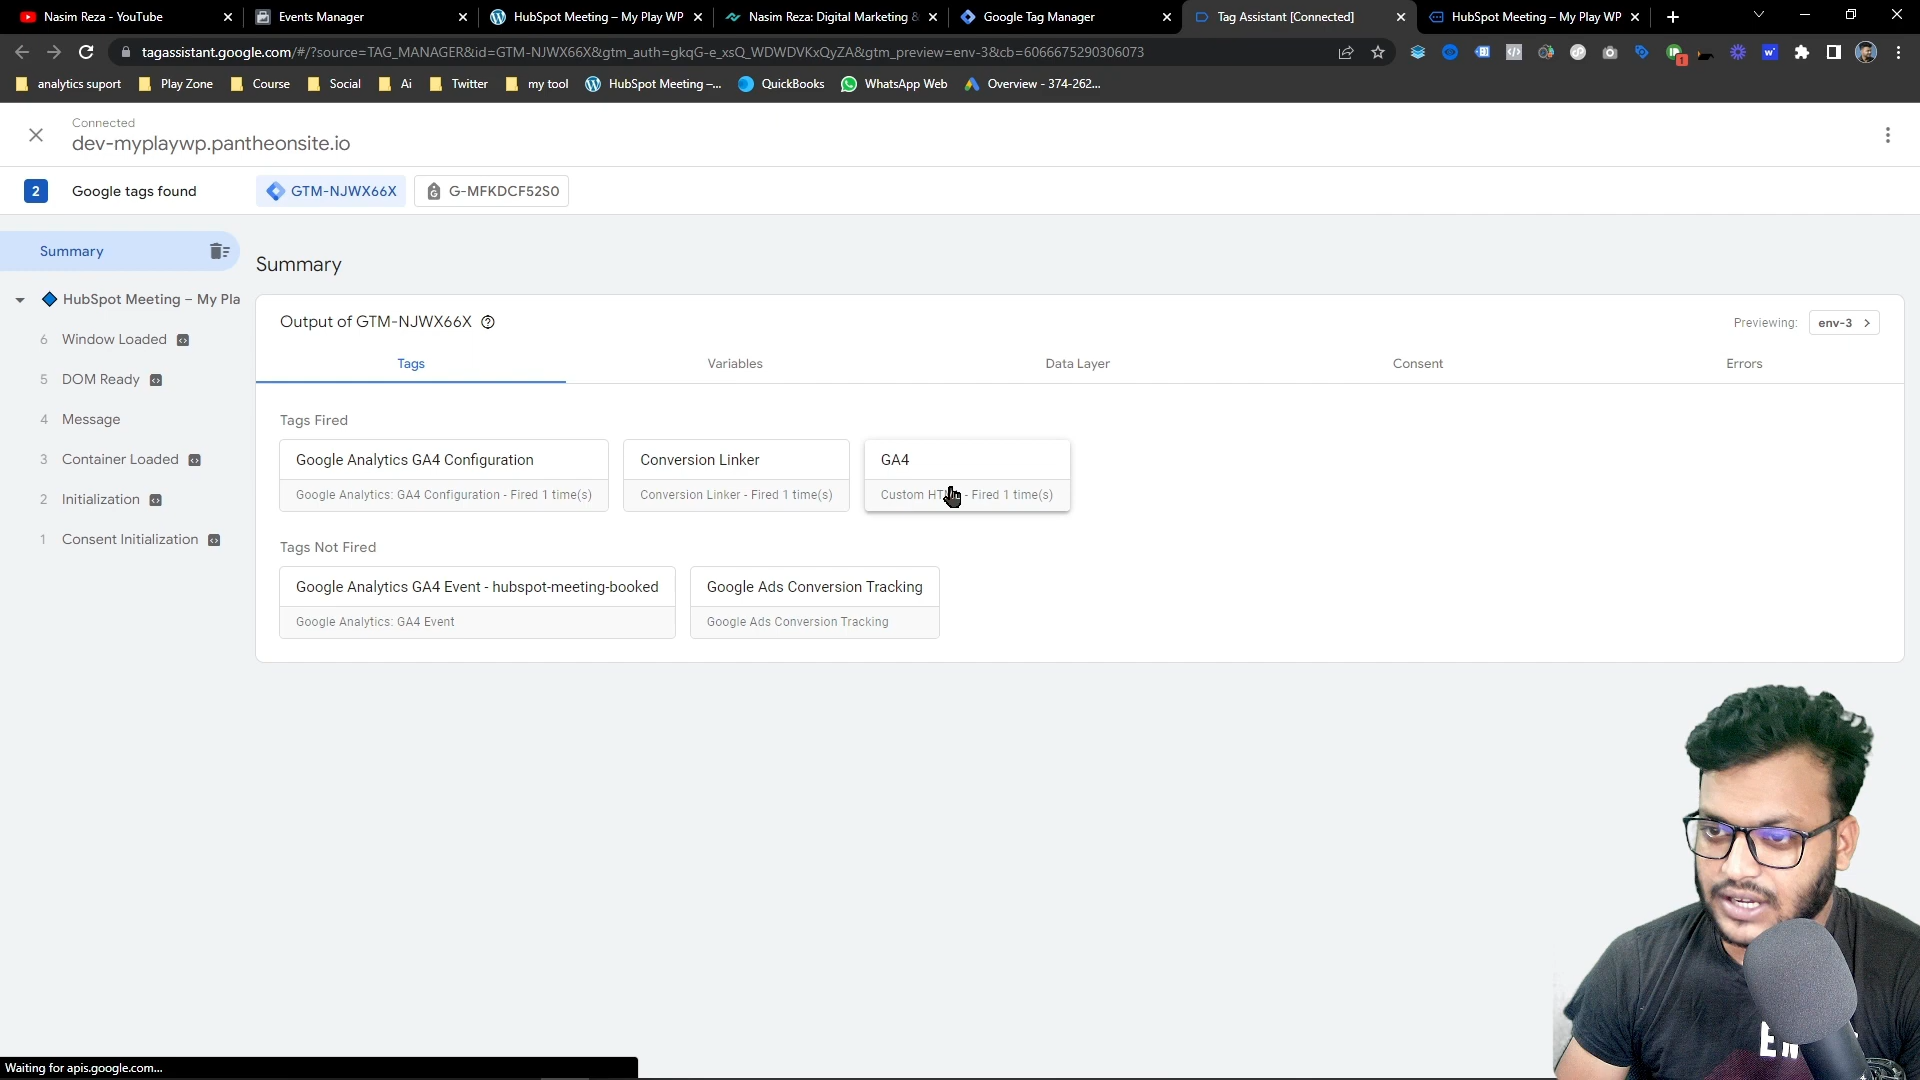 Nasim Reza - YouTube
Events Manager
HubSpot Meeting – My Play WP
Nasim Reza: Digital Marketing &
Google Tag Manager
Tag Assistant [Connected]
HubSpot Meeting – My Play WP
tagassistant.google.com/#/?source=TAG_MANAGER&id=GTM-NJWX66X&gtm_auth=gkqG-e_xsQ_WDWDVKxQyZA&gtm_preview=env-3&cb=6066675290306073
analytics suport
Play Zone
Course
Social
Ai
Twitter
my tool
HubSpot Meeting –...
QuickBooks
WhatsApp Web
Overview - 374-262...
Connected
dev-myplaywp.pantheonsite.io
2 Google tags found
GTM-NJWX66X
G-MFKDCF52S0
Summary
HubSpot Meeting – My Pla
6 Window Loaded
5 DOM Ready
4 Message
3 Container Loaded
2 Initialization
1 Consent Initialization
Summary
Output of GTM-NJWX66X
Previewing: env-3
Tags
Variables
Data Layer
Consent
Errors
Tags Fired
Google Analytics GA4 Configuration
Google Analytics: GA4 Configuration - Fired 1 time(s)
Conversion Linker
Conversion Linker - Fired 1 time(s)
GA4
Custom HTML - Fired 1 time(s)
Tags Not Fired
Google Analytics GA4 Event - hubspot-meeting-booked
Google Analytics: GA4 Event
Google Ads Conversion Tracking
Google Ads Conversion Tracking
Waiting for apis.google.com...